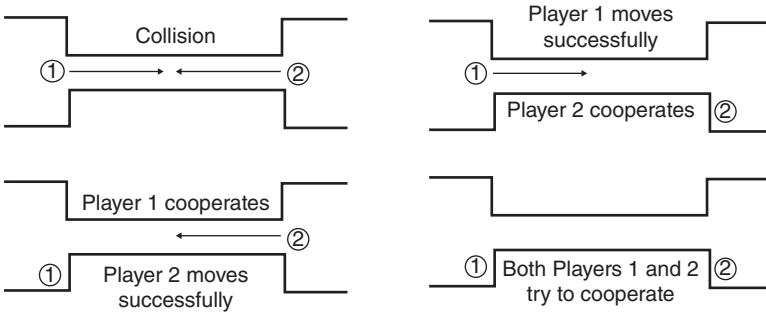 Collision
① ②
Player 1 moves
successfully
①
Player 2 cooperates ②
Player 1 cooperates
②
①
Player 2 moves
successfully
① Both Players 1 and 2 ②
try to cooperate